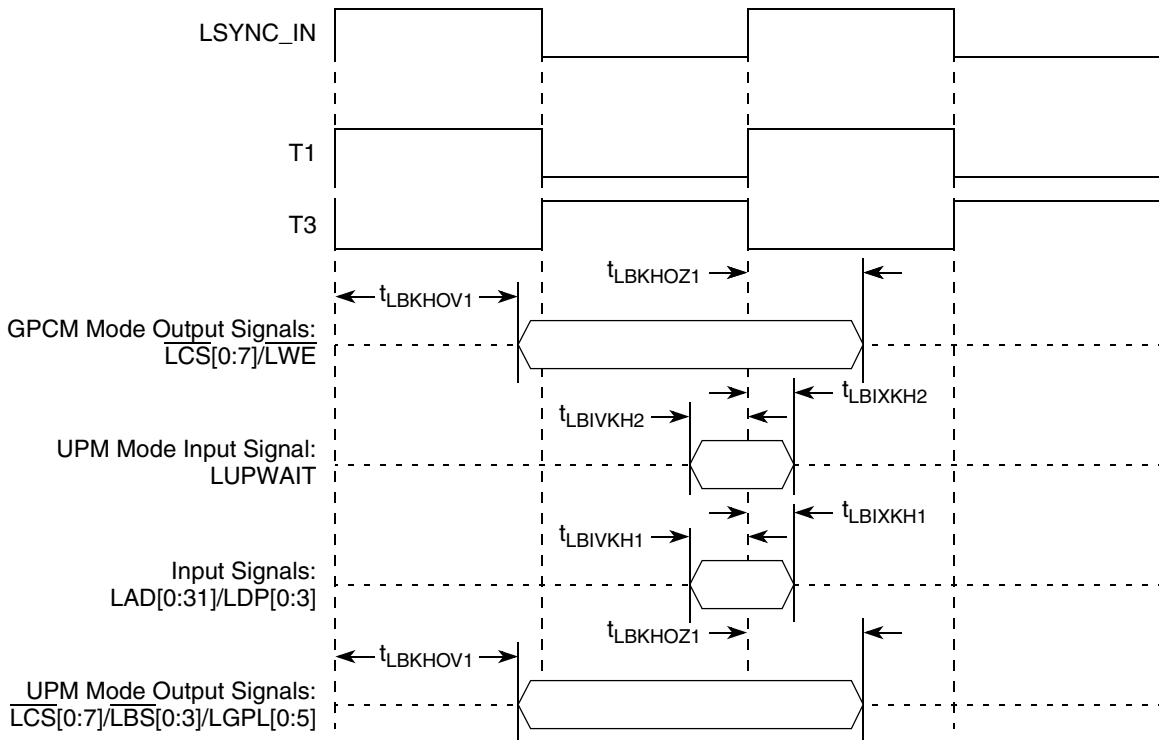 LSYNC_IN
T1
T3
tLBKHOZ1
tLBKHOV1
GPCM Mode Output Signals:
LCS[0:7]/LWE
tLBIXKH2
tLBIVKH2
UPM Mode Input Signal:
LUPWAIT
tLBIXKH1
tLBIVKH1
Input Signals:
LAD[0:31]/LDP[0:3]
tLBKHOZ1
tLBKHOV1
UPM Mode Output Signals:
LCS[0:7]/LBS[0:3]/LGPL[0:5]